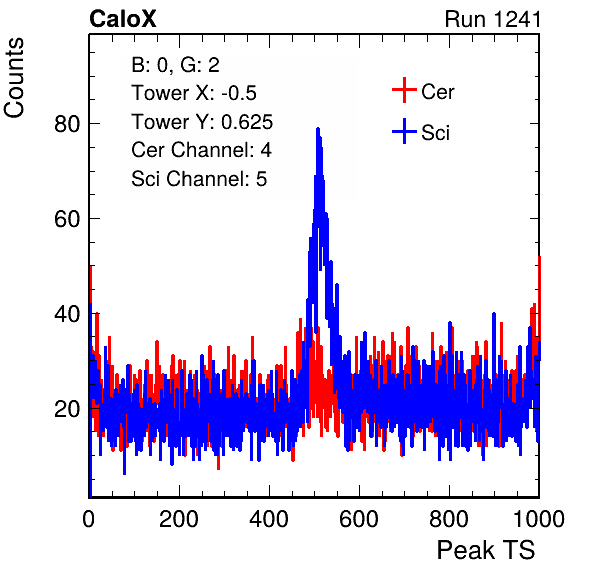 CaloX Run 1241
Counts
B: 0, G: 2
Tower X: -0.5
Tower Y: 0.625
Cer Channel: 4
Sci Channel: 5
Cer
Sci
80
60
40
20
0 200 400 600 800 1000
Peak TS